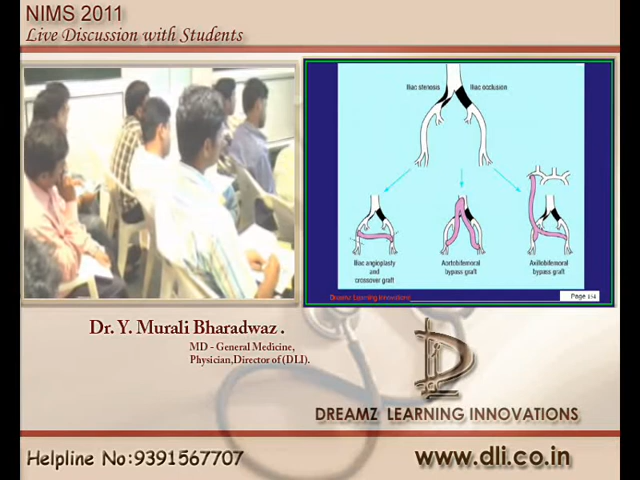 NIMS 2011
Live Discussion with Students
Iliac stenosis
Iliac occlusion
Iliac angioplasty
and
crossover graft
Aortobifemoral
bypass graft
Axillobifemoral
bypass graft
Dreamz Learning Innovations
Page 154
Dr. Y. Murali Bharadwaz .
MD - General Medicine,
Physician,Director of (DLI).
DREAMZ LEARNING INNOVATIONS
Helpline No:9391567707
www.dli.co.in